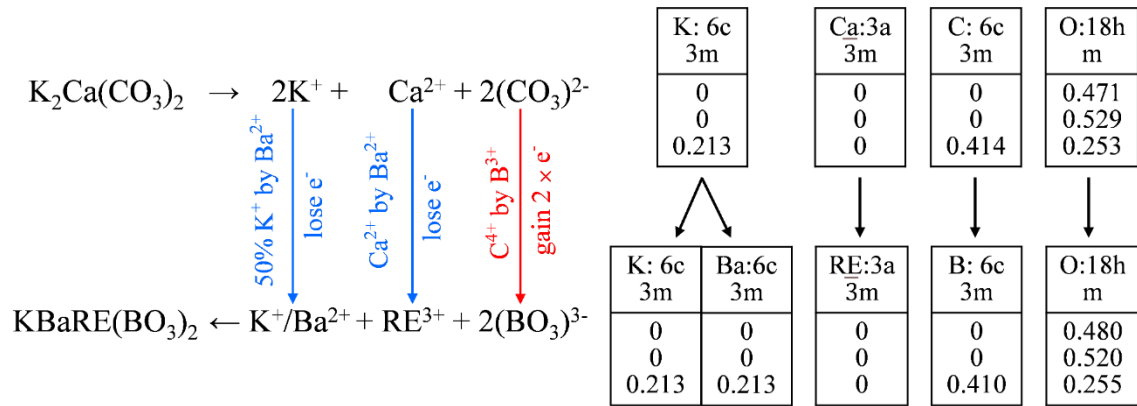 K₂Ca(CO₃)₂ → 2K⁺ + Ca²⁺ + 2(CO₃)²⁻
50% K⁺ by Ba²⁺
lose e⁻
Ca²⁺ by Ba²⁺
lose e⁻
C⁴⁺ by B³⁺
gain 2 × e⁻
KBaRE(BO₃)₂ ← K⁺/Ba²⁺ + RE³⁺ + 2(BO₃)³⁻
K: 6c
3m
0
0
0.213
Ca:3a
3̅m
0
0
0
C: 6c
3m
0
0
0.414
O:18h
m
0.471
0.529
0.253
K: 6c
3m
0
0
0.213
Ba:6c
3m
0
0
0.213
RE:3a
3̅m
0
0
0
B: 6c
3m
0
0
0.410
O:18h
m
0.480
0.520
0.255